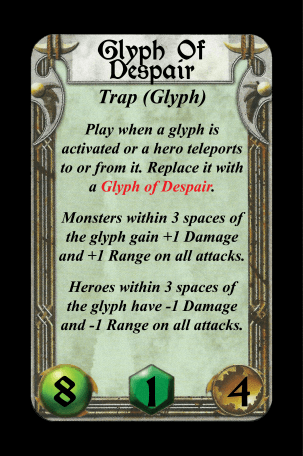 Glyph Of
Despair
Trap (Glyph)
Play when a glyph is
activated or a hero teleports
to or from it. Replace it with
a Glyph of Despair.
Monsters within 3 spaces of
the glyph gain +1 Damage
and +1 Range on all attacks.
Heroes within 3 spaces of
the glyph have -1 Damage
and -1 Range on all attacks.
8 1 4